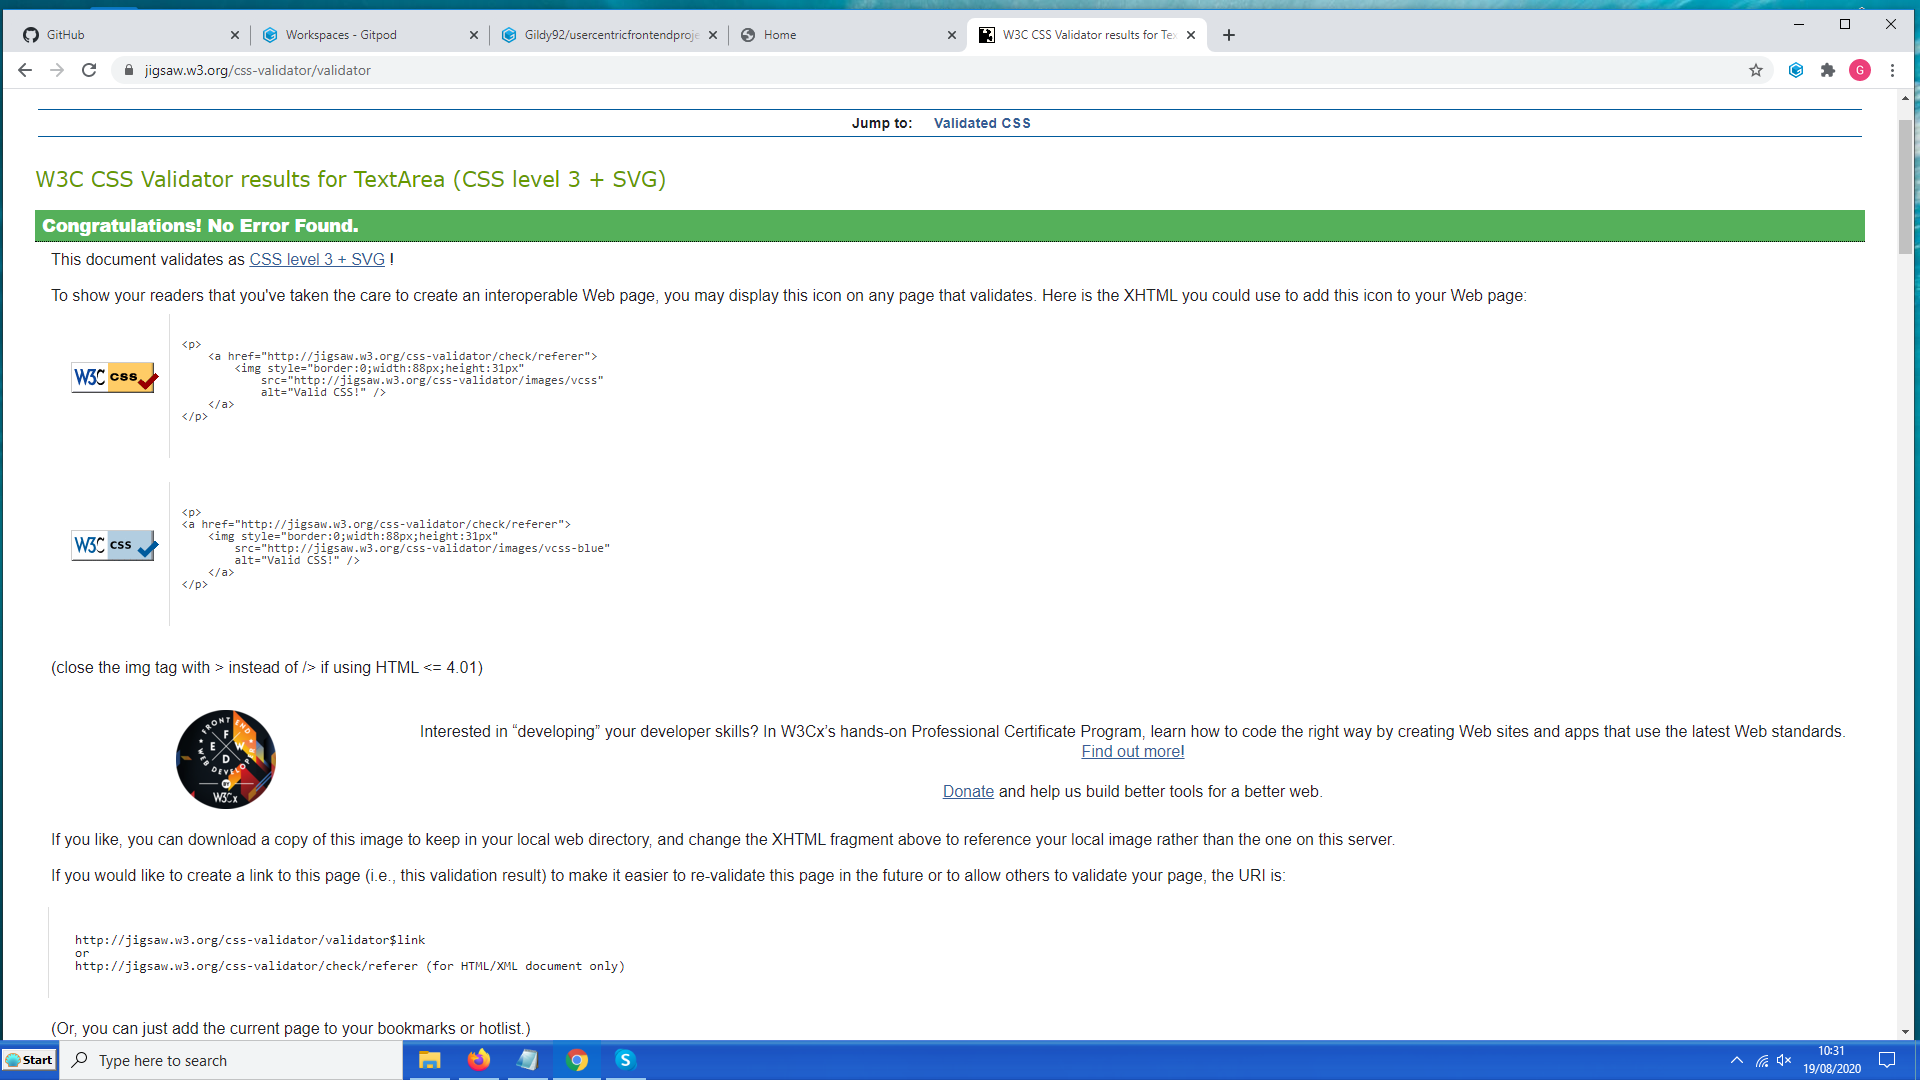 GitHub
Workspaces - Gitpod
Gildy92/usercentricfrontendproje
Home
W3C CSS Validator results for Tex
jigsaw.w3.org/css-validator/validator
G
Jump to: Validated CSS
W3C CSS Validator results for TextArea (CSS level 3 + SVG)
Congratulations! No Error Found.
This document validates as CSS level 3 + SVG !
To show your readers that you've taken the care to create an interoperable Web page, you may display this icon on any page that validates. Here is the XHTML you could use to add this icon to your Web page:
W3C css
<p>
<a href="http://jigsaw.w3.org/css-validator/check/referer">
<img style="border:0;width:88px;height:31px"
src="http://jigsaw.w3.org/css-validator/images/vcss"
alt="Valid CSS!" />
</a>
</p>
W3C css
<p>
<a href="http://jigsaw.w3.org/css-validator/check/referer">
<img style="border:0;width:88px;height:31px"
src="http://jigsaw.w3.org/css-validator/images/vcss-blue"
alt="Valid CSS!" />
</a>
</p>
(close the img tag with > instead of /> if using HTML <= 4.01)
FRONT END
F
E W
D
WEB DEVELOPER
W3Cx
Interested in “developing” your developer skills? In W3Cx’s hands-on Professional Certificate Program, learn how to code the right way by creating Web sites and apps that use the latest Web standards.
Find out more!
Donate and help us build better tools for a better web.
If you like, you can download a copy of this image to keep in your local web directory, and change the XHTML fragment above to reference your local image rather than the one on this server.
If you would like to create a link to this page (i.e., this validation result) to make it easier to re-validate this page in the future or to allow others to validate your page, the URI is:
http://jigsaw.w3.org/css-validator/validator$link
or
http://jigsaw.w3.org/css-validator/check/referer (for HTML/XML document only)
(Or, you can just add the current page to your bookmarks or hotlist.)
Start
Type here to search
S
10:31
19/08/2020